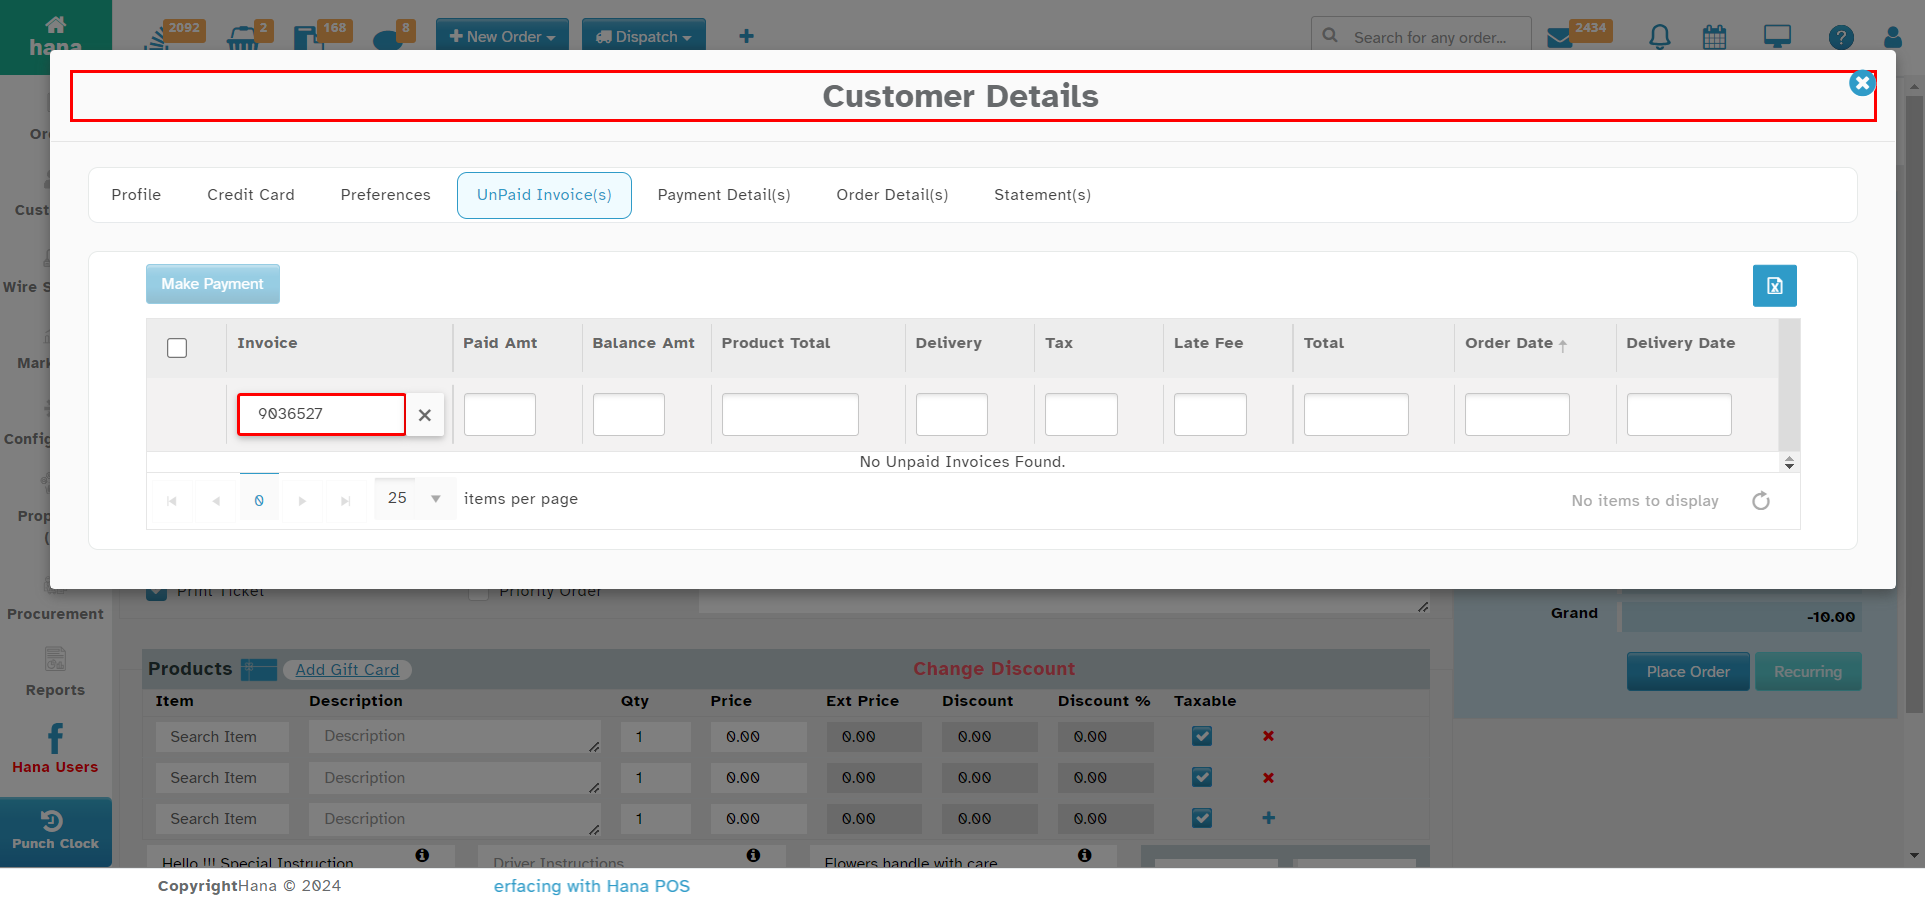 hana
2092
2
168
8
New Order
Dispatch
Search for any order...
2434
Customer Details
Profile
Credit Card
Preferences
UnPaid Invoice(s)
Payment Detail(s)
Order Detail(s)
Statement(s)
Make Payment
Invoice
Paid Amt
Balance Amt
Product Total
Delivery
Tax
Late Fee
Total
Order Date
Delivery Date
9036527
No Unpaid Invoices Found.
0
25
items per page
No items to display
Procurement
Reports
Hana Users
Punch Clock
Print Ticket
Priority Order
Grand
-10.00
Place Order
Recurring
Products
Add Gift Card
Change Discount
Item
Description
Qty
Price
Ext Price
Discount
Discount %
Taxable
Search Item
Description
1
0.00
0.00
0.00
0.00
Search Item
Description
1
0.00
0.00
0.00
0.00
Search Item
Description
1
0.00
0.00
0.00
0.00
Hello !!! Special Instruction
Driver Instructions
Flowers handle with care
CopyrightHana © 2024
erfacing with Hana POS